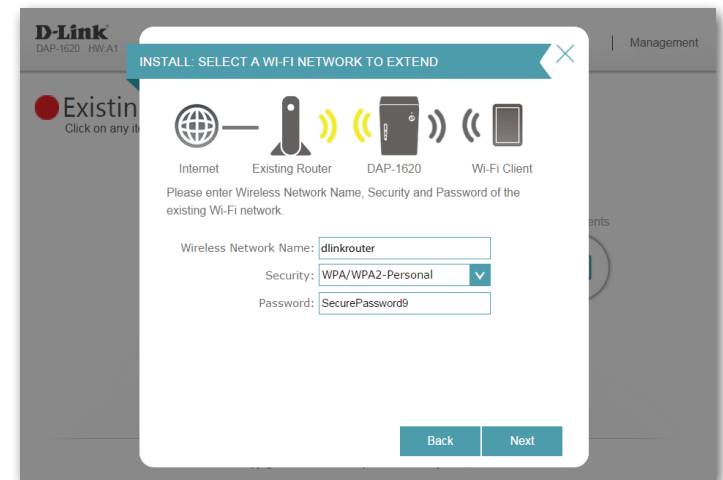 D-Link
DAP-1620 HW:A1
Management
INSTALL: SELECT A WI-FI NETWORK TO EXTEND
Existin
Click on any it
Internet Existing Router DAP-1620 Wi-Fi Client
Please enter Wireless Network Name, Security and Password of the
existing Wi-Fi network.
ents
Wireless Network Name: dlinkrouter
Security: WPA/WPA2-Personal
Password: SecurePassword9
Back Next